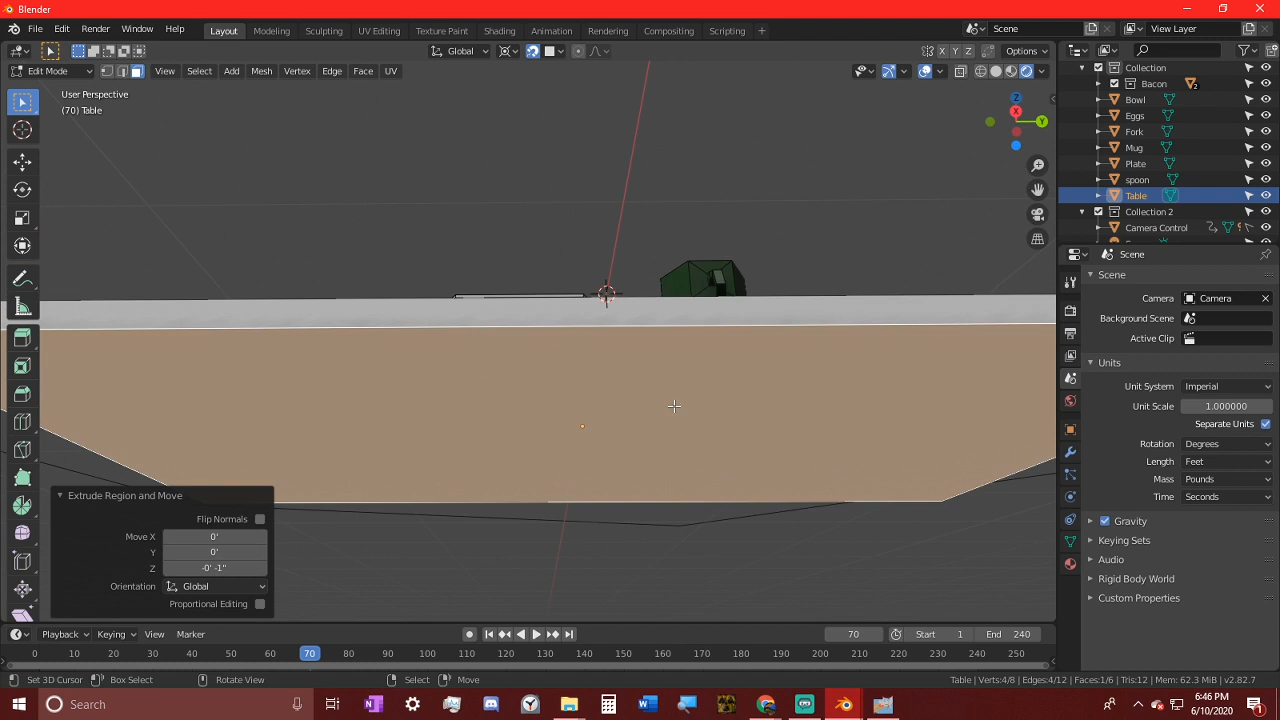 Blender
File Edit Render Window Help
Layout Modeling Sculpting UV Editing Texture Paint Shading Animation Rendering Compositing Scripting +
Scene
View Layer
Global
X Y Z
Options
Edit Mode
View Select Add Mesh Vertex Edge Face UV
User Perspective
(70) Table
Z
X
Y
Collection
Bacon 2
Bowl
Eggs
Fork
Mug
Plate
spoon
Table
Collection 2
Camera Control
Scene
Scene
Camera Camera
Background Scene
Active Clip
Units
Unit System Imperial
Unit Scale 1.000000
Separate Units
Rotation Degrees
Length Feet
Mass Pounds
Time Seconds
Gravity
Keying Sets
Audio
Rigid Body World
Custom Properties
Extrude Region and Move
Flip Normals
Move X 0'
Y 0'
Z -0' -1"
Orientation Global
Proportional Editing
Playback Keying View Marker
70 Start 1 End 240
0 10 20 30 40 50 60 70 80 90 100 110 120 130 140 150 160 170 180 190 200 210 220 230 240 250
Set 3D Cursor Box Select Rotate View Select Move
Table | Verts:4/8 | Edges:4/12 | Faces:1/6 | Tris:12 | Mem: 62.3 MiB | v2.82.7
Search
6:46 PM
6/10/2020